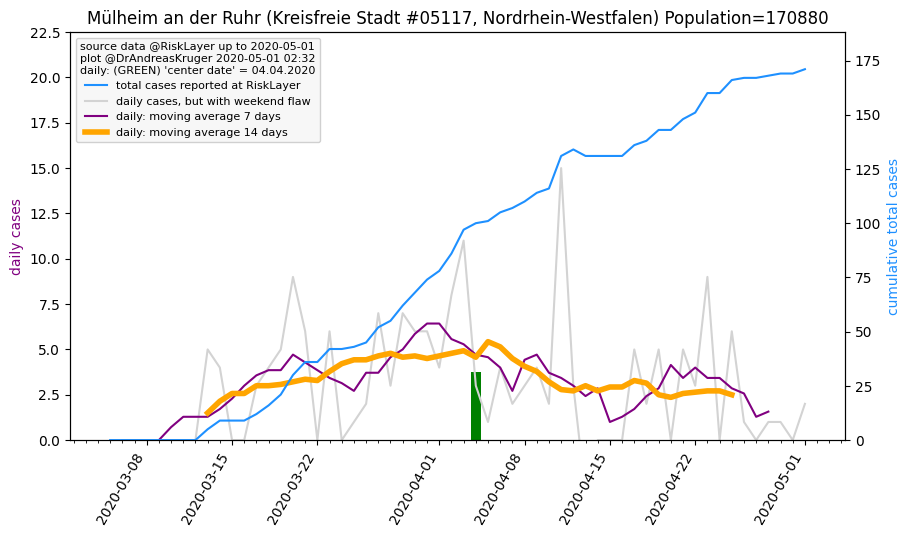 Mülheim an der Ruhr (Kreisfreie Stadt #05117, Nordrhein-Westfalen) Population=170880
source data @RiskLayer up to 2020-05-01
plot @DrAndreasKruger 2020-05-01 02:32
daily: (GREEN) 'center date' = 04.04.2020
total cases reported at RiskLayer
daily cases, but with weekend flaw
daily: moving average 7 days
daily: moving average 14 days
daily cases
22.5
20.0
17.5
15.0
12.5
10.0
7.5
5.0
2.5
0.0
cumulative total cases
175
150
125
100
75
50
25
0
2020-03-08
2020-03-15
2020-03-22
2020-04-01
2020-04-08
2020-04-15
2020-04-22
2020-05-01